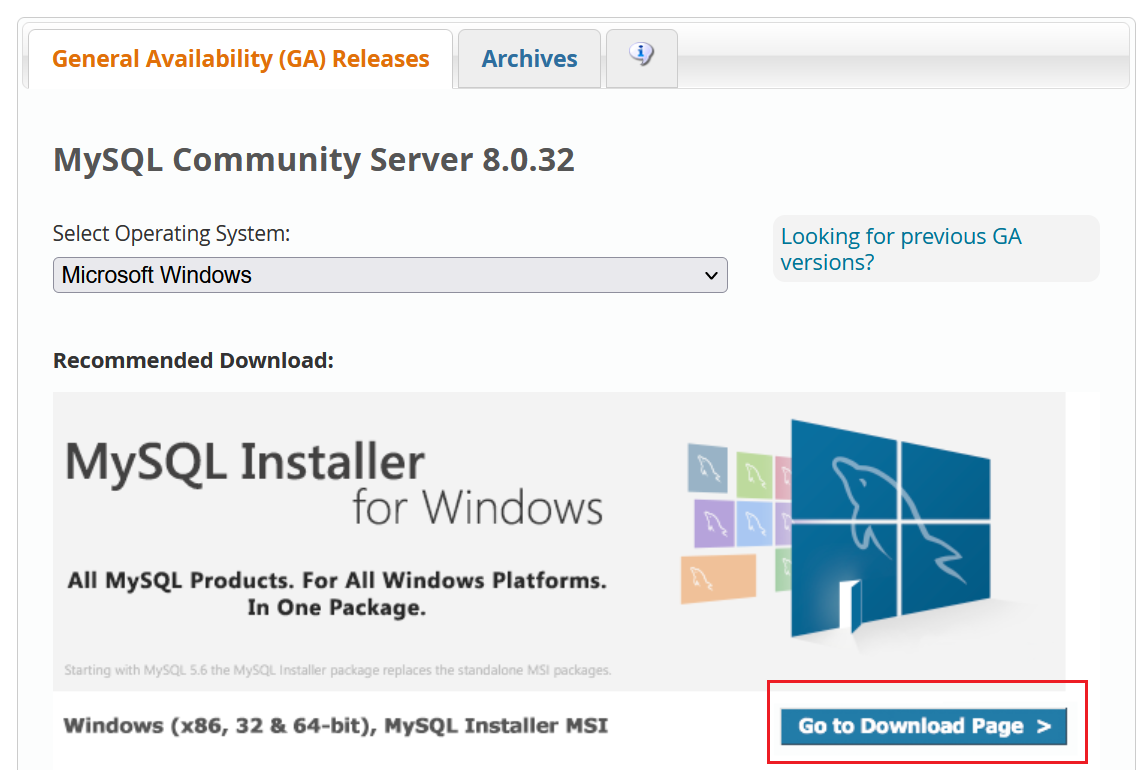 General Availability (GA) Releases
Archives
i
MySQL Community Server 8.0.32
Select Operating System:
Microsoft Windows
Looking for previous GA
versions?
Recommended Download:
MySQL Installer
for Windows
All MySQL Products. For All Windows Platforms.
In One Package.
Starting with MySQL 5.6 the MySQL Installer package replaces the standalone MSI packages.
Windows (x86, 32 & 64-bit), MySQL Installer MSI
Go to Download Page >